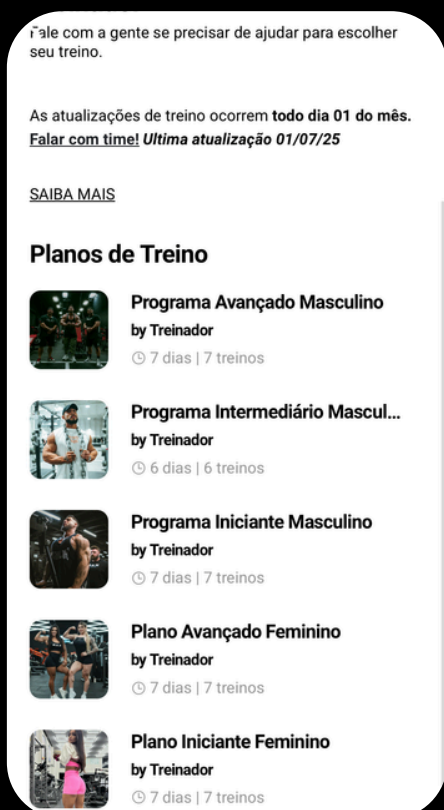 Fale com a gente se precisar de ajudar para escolher
seu treino.
As atualizações de treino ocorrem todo dia 01 do mês.
Falar com time! Ultima atualização 01/07/25
SAIBA MAIS
Planos de Treino
Programa Avançado Masculino
by Treinador
7 dias | 7 treinos
Programa Intermediário Mascul...
by Treinador
6 dias | 6 treinos
Programa Iniciante Masculino
by Treinador
7 dias | 7 treinos
Plano Avançado Feminino
by Treinador
7 dias | 7 treinos
Plano Iniciante Feminino
by Treinador
7 dias | 7 treinos